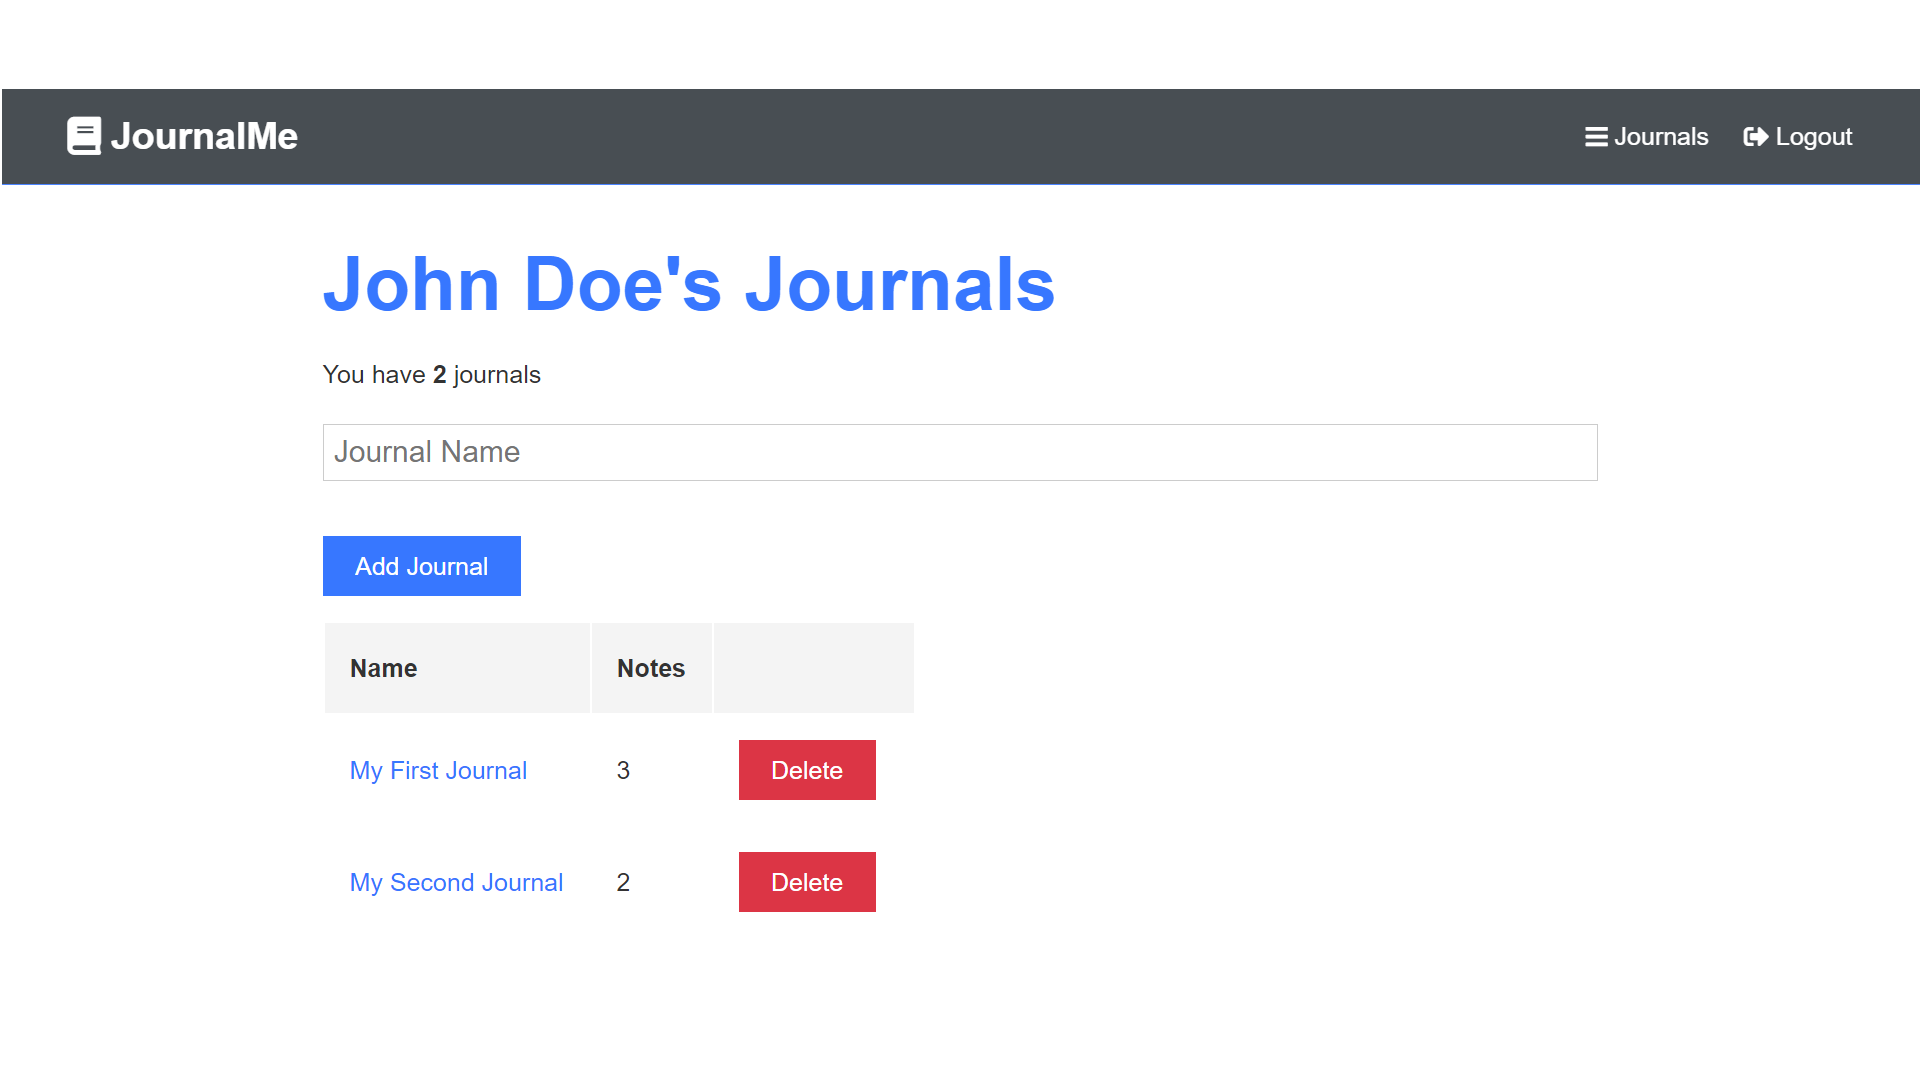 JournalMe
Journals Logout
John Doe's Journals
You have 2 journals
Journal Name
Add Journal
Name Notes
My First Journal 3 Delete
My Second Journal 2 Delete